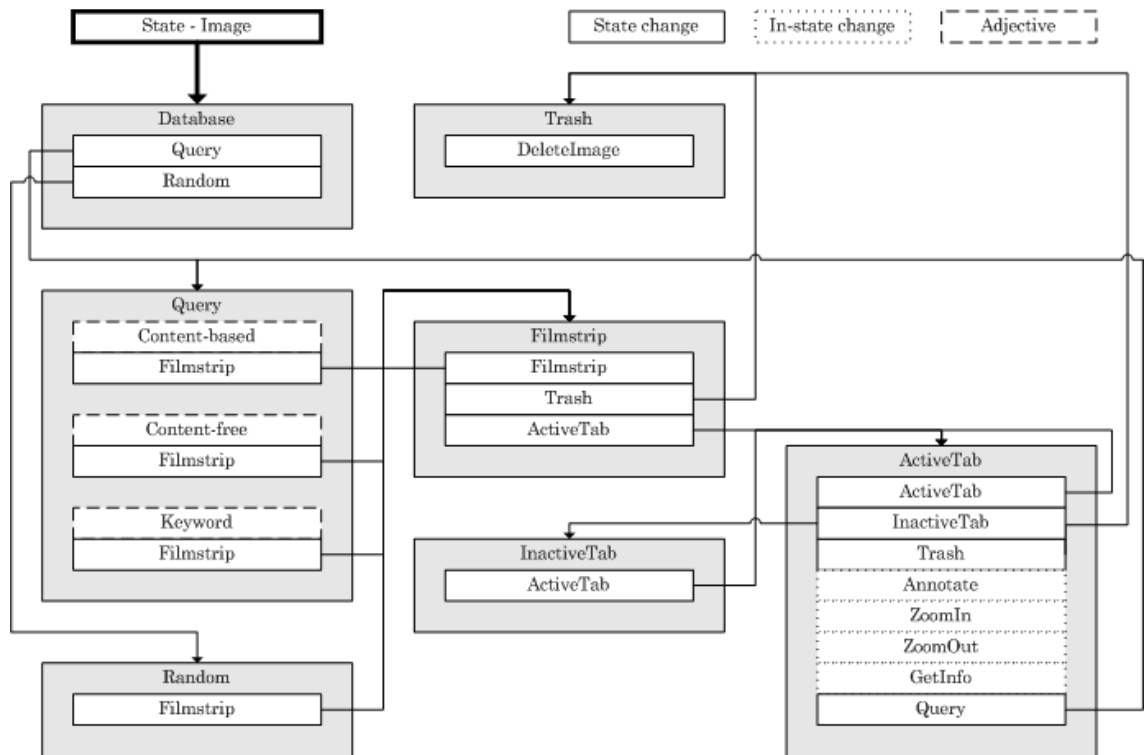 State - Image
State change
In-state change
Adjective
Database
Query
Random
Trash
DeleteImage
Query
Content-based
Filmstrip
Content-free
Filmstrip
Keyword
Filmstrip
Filmstrip
Filmstrip
Trash
ActiveTab
InactiveTab
ActiveTab
ActiveTab
ActiveTab
InactiveTab
Trash
Annotate
ZoomIn
ZoomOut
GetInfo
Query
Random
Filmstrip